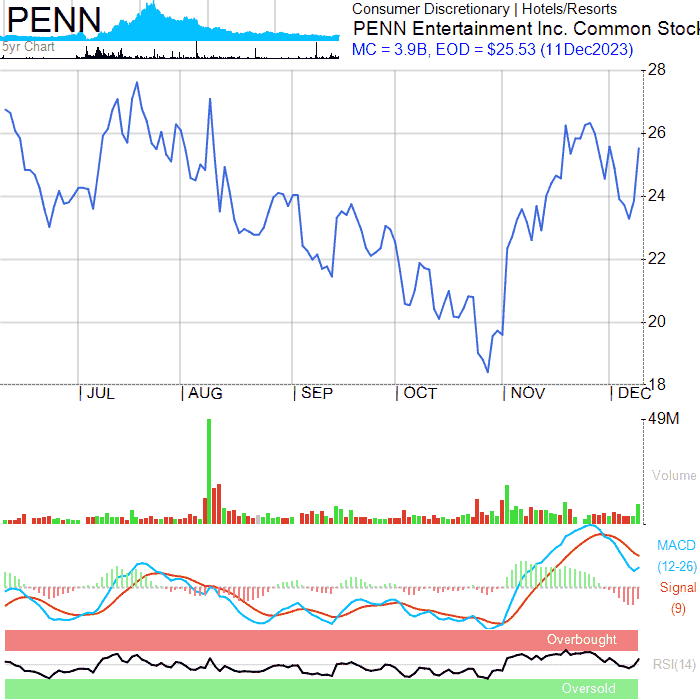 PENN
5yr Chart
Consumer Discretionary | Hotels/Resorts
PENN Entertainment Inc. Common Stoc
MC = 3.9B, EOD = $25.53 (11Dec2023)
28
26
24
22
20
18
| JUL
| AUG
| SEP
| OCT
| NOV
| DEC
49M
Volume
MACD
(12-26)
Signal
(9)
Overbought
RSI(14)
Oversold